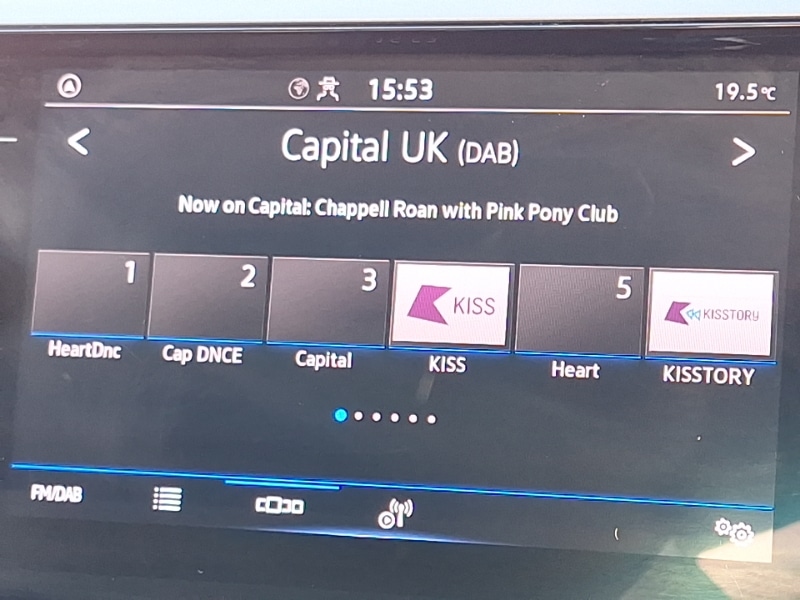 15:53 19.5°C
< Capital UK (DAB) >
Now on Capital: Chappell Roan with Pink Pony Club
1 2 3 KISS 5 KISSTORY
HeartDnc Cap DNCE Capital KISS Heart KISSTORY
FM/DAB